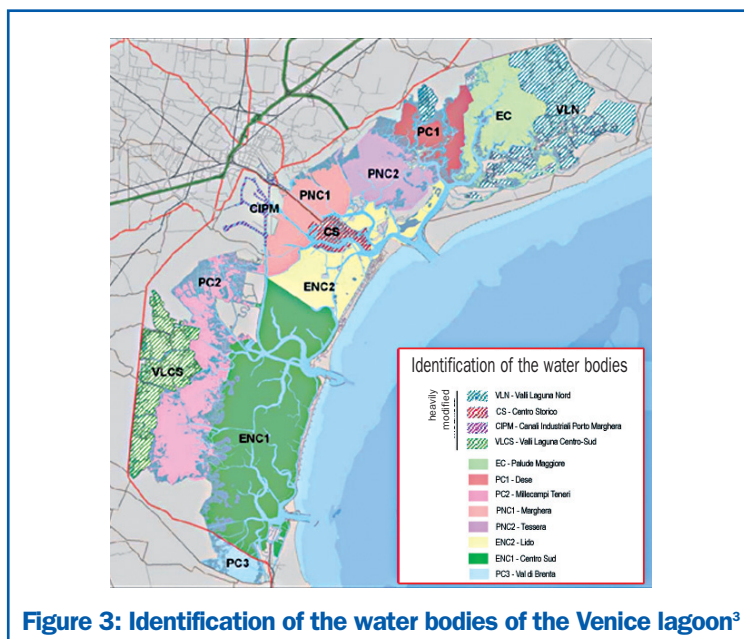 VLN
EC
PC1
PNC2
PNC1
CIPM
CS
ENC2
PC2
VLCS
ENC1
PC3
Identification of the water bodies
heavily
modified
VLN - Valli Laguna Nord
CS - Centro Storico
CIPM - Canali Industriali Porto Marghera
VLCS - Valli Laguna Centro-Sud
EC - Palude Maggiore
PC1 - Dese
PC2 - Millecampi Teneri
PNC1 - Marghera
PNC2 - Tessera
ENC2 - Lido
ENC1 - Centro Sud
PC3 - Val di Brenta
Figure 3: Identification of the water bodies of the Venice lagoon³